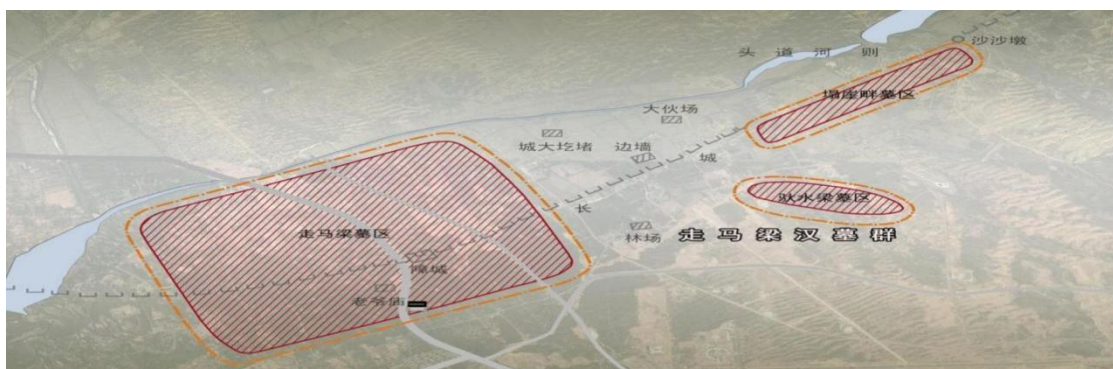 沙沙墩
头道河则
塌崖畔墓区
大伙场
城大圪堵
边墙
长城
驮水梁墓区
林场
走马梁汉墓群
走马梁墓区
障城
老爷庙